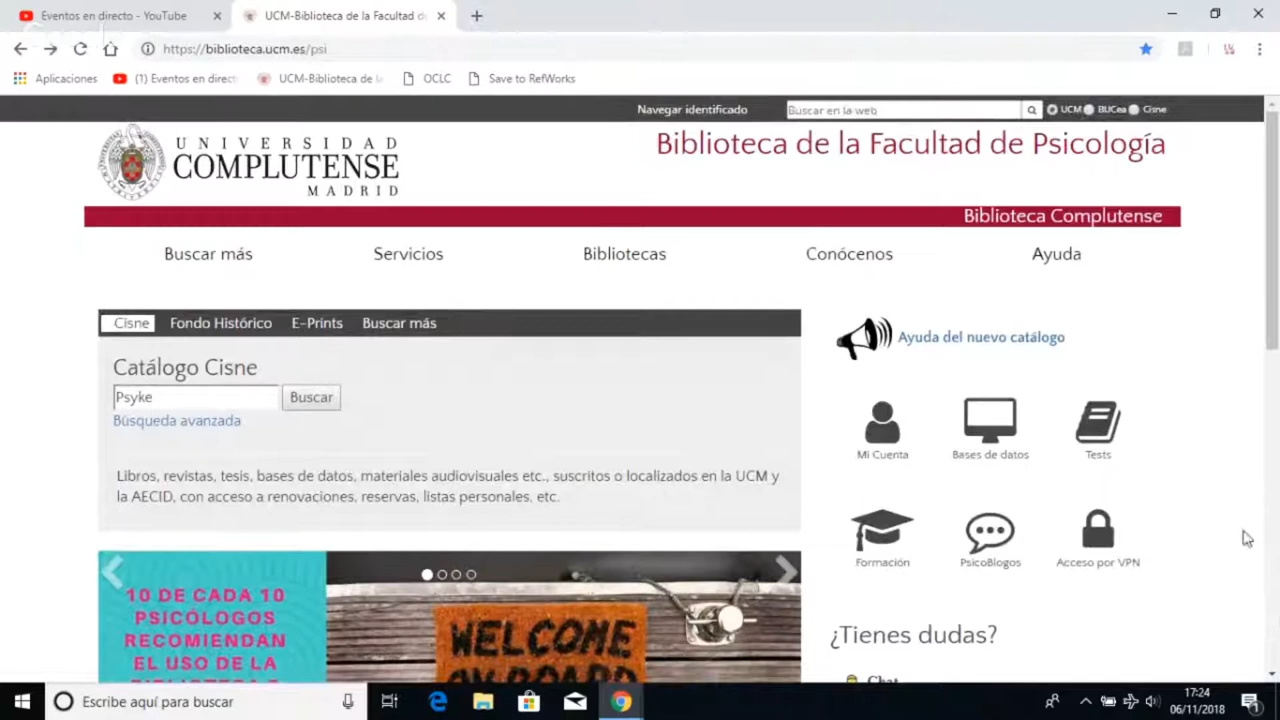 Eventos en directo - YouTube
UCM-Biblioteca de la Facultad d
https://biblioteca.ucm.es/psi
Aplicaciones
(1) Eventos en direct
UCM-Biblioteca de l
OCLC
Save to RefWorks
Navegar identificado
Buscar en la web
UCM
BUCea
Cisne
UNIVERSIDAD
COMPLUTENSE
MADRID
Biblioteca de la Facultad de Psicología
Biblioteca Complutense
Buscar más
Servicios
Bibliotecas
Conócenos
Ayuda
Cisne
Fondo Histórico
E-Prints
Buscar más
Catálogo Cisne
Psyke
Buscar
Búsqueda avanzada
Libros, revistas, tesis, bases de datos, materiales audiovisuales etc., suscritos o localizados en la UCM y
la AECID, con acceso a renovaciones, reservas, listas personales, etc.
Ayuda del nuevo catálogo
Mi Cuenta
Bases de datos
Tests
Formación
PsicoBlogos
Acceso por VPN
10 DE CADA 10
PSICÓLOGOS
RECOMIENDAN
EL USO DE LA
WELCOME
ON BOARD
¿Tienes dudas?
Chat
Escribe aquí para buscar
17:24
06/11/2018